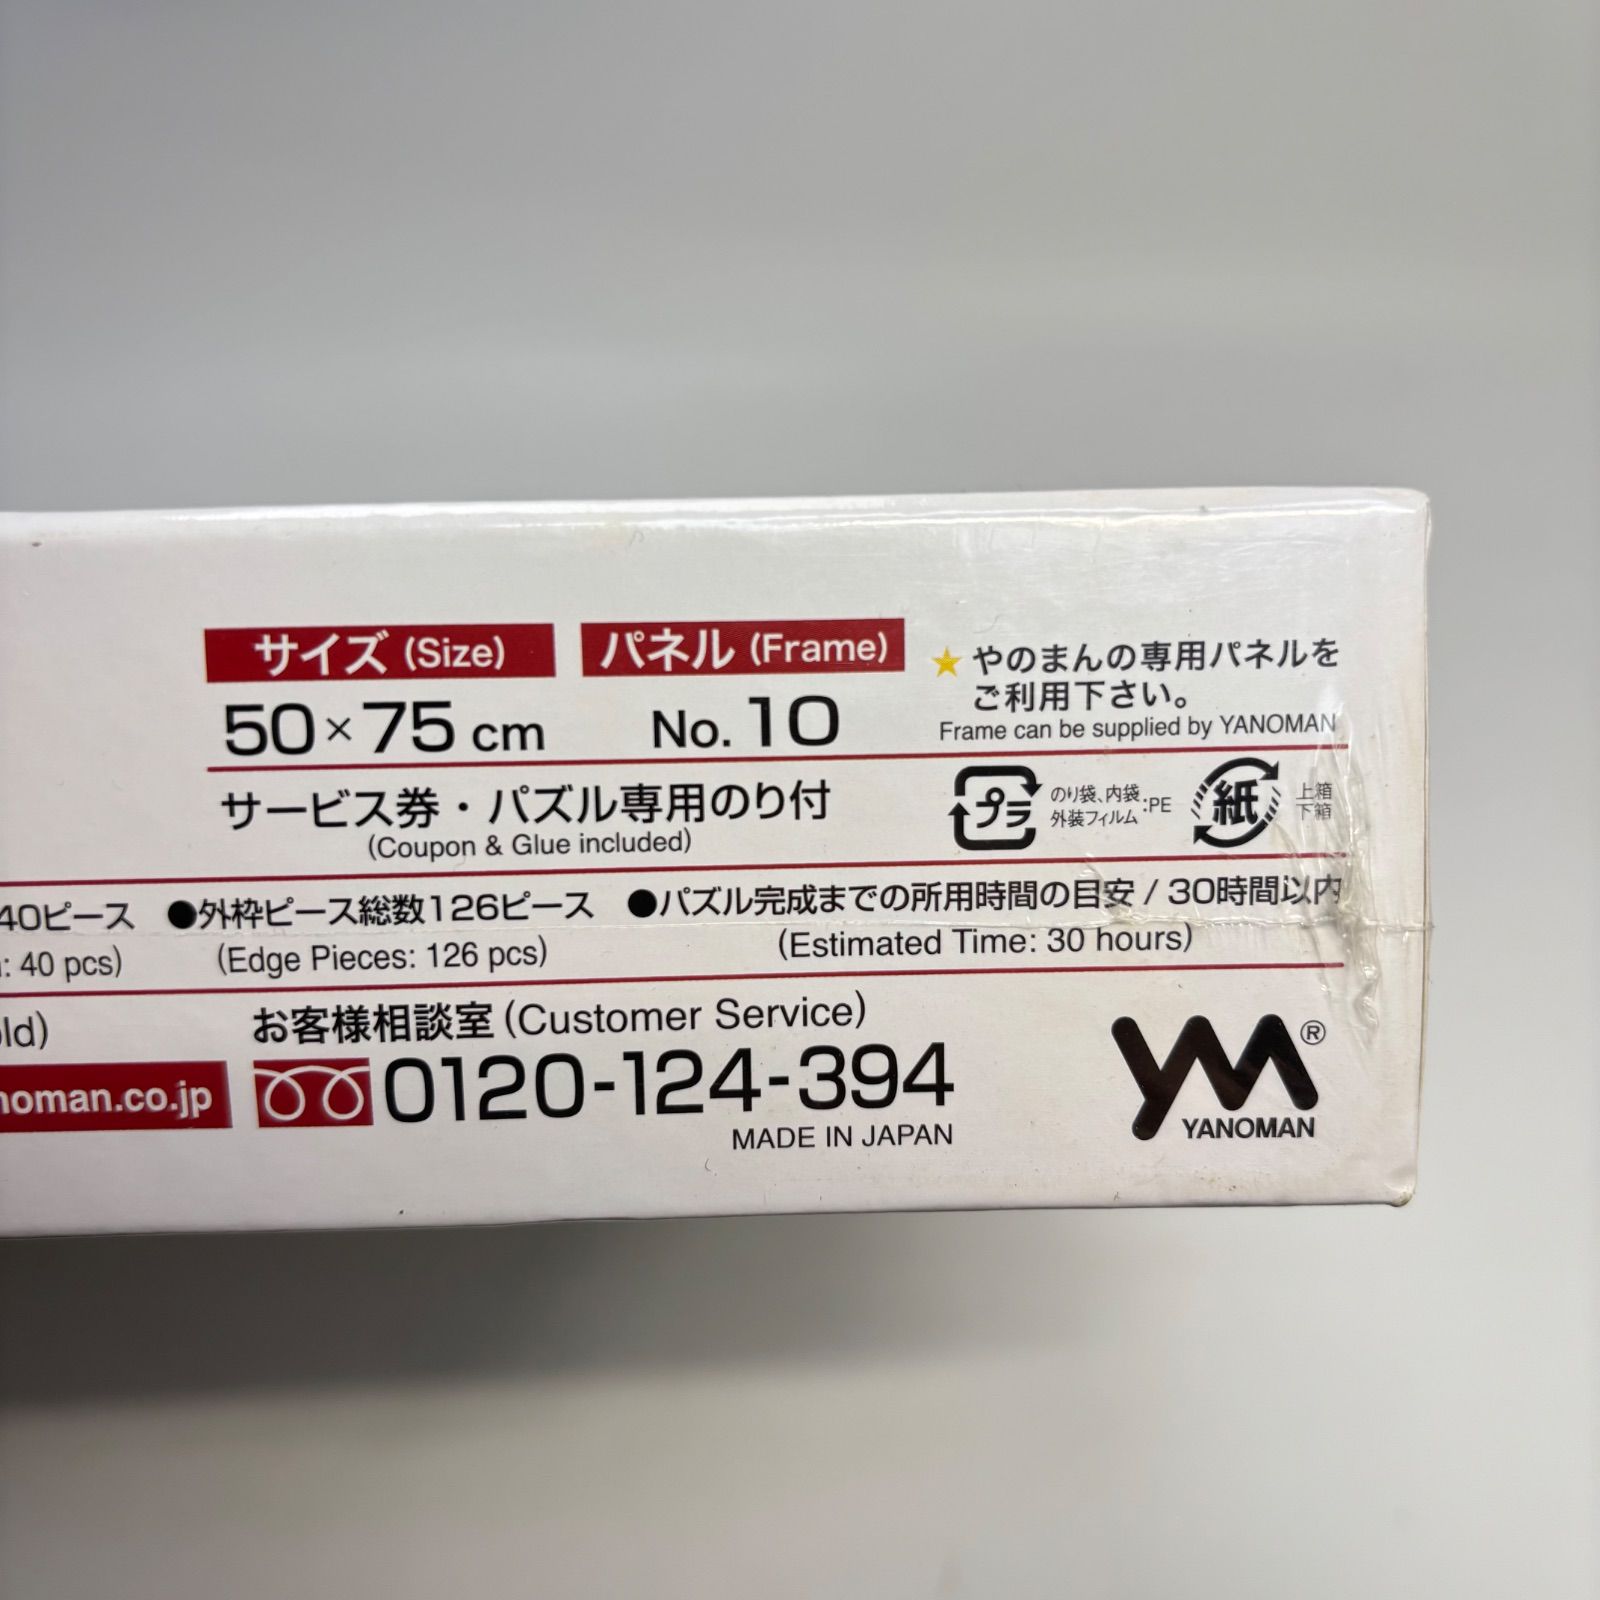 サイズ (Size) パネル (Frame)
50×75 cm No. 10
★やのまんの専用パネルを
ご利用下さい。
Frame can be supplied by YANOMAN
サービス券・パズル専用のり付
(Coupon & Glue included)
プラ のり袋、内袋 :PE
外装フィルム
紙 上箱
下箱
40ピース ●外枠ピース総数126ピース ●パズル完成までの所用時間の目安 / 30時間以内
: 40 pcs) (Edge Pieces: 126 pcs) (Estimated Time: 30 hours)
old) お客様相談室 (Customer Service)
noman.co.jp 0120-124-394
MADE IN JAPAN
YM®
YANOMAN